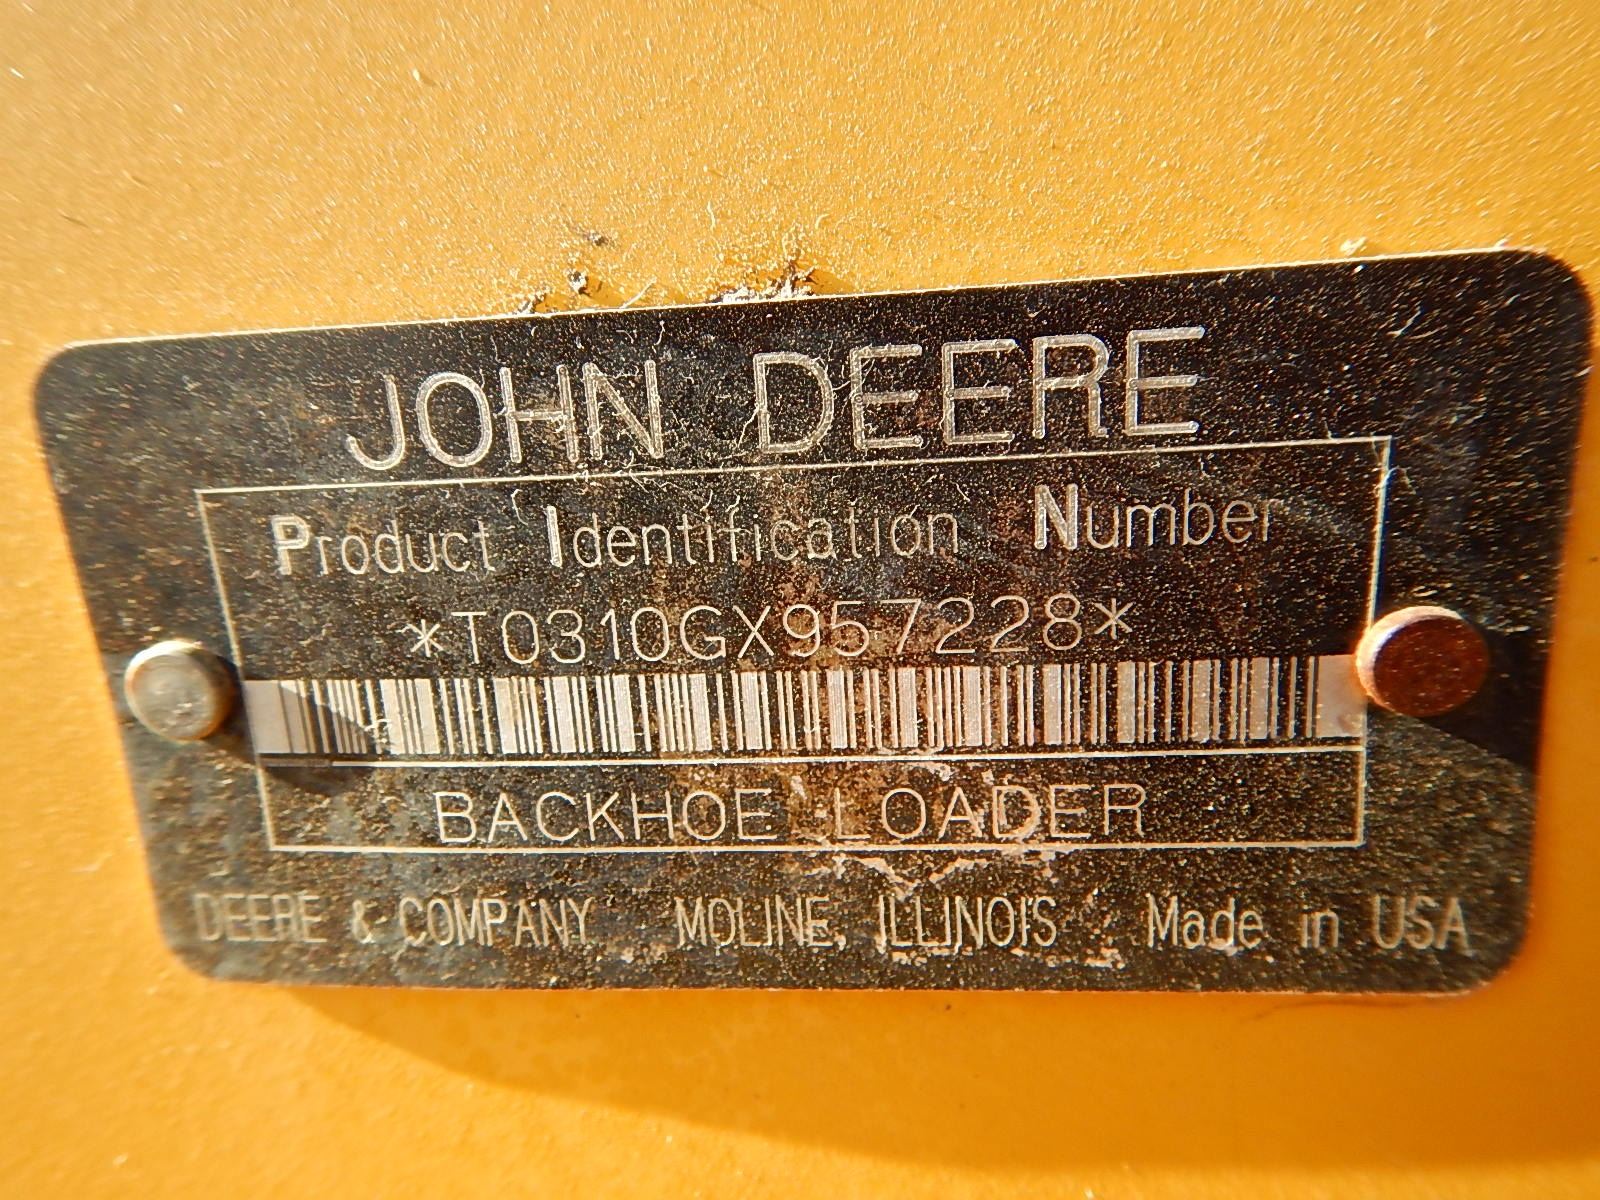 JOHN DEERE
Product Identification Number
*T0310GX957228*
BACKHOE LOADER
DEERE & COMPANY MOLINE, ILLINOIS Made in USA